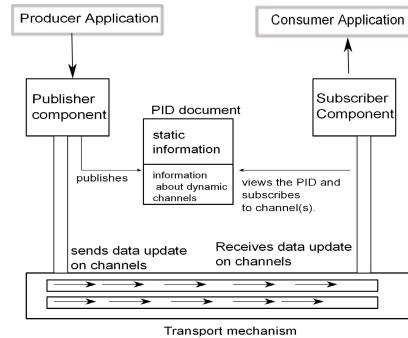 Producer Application
Consumer Application
Publisher
component
PID document
static
information
information
about dynamic
channels
Subscriber
Component
publishes
views the PID and
subscribes
to channel(s).
sends data update
on channels
Receives data update
on channels
Transport mechanism